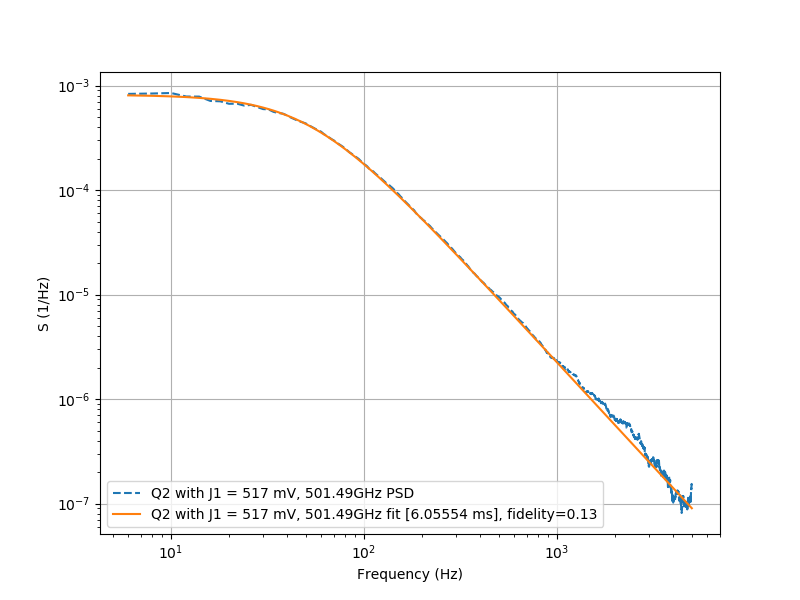 10⁻³
10⁻⁴
10⁻⁵
10⁻⁶
10⁻⁷
S (1/Hz)
Q2 with J1 = 517 mV, 501.49GHz PSD
Q2 with J1 = 517 mV, 501.49GHz fit [6.05554 ms], fidelity=0.13
10¹ 10² 10³
Frequency (Hz)